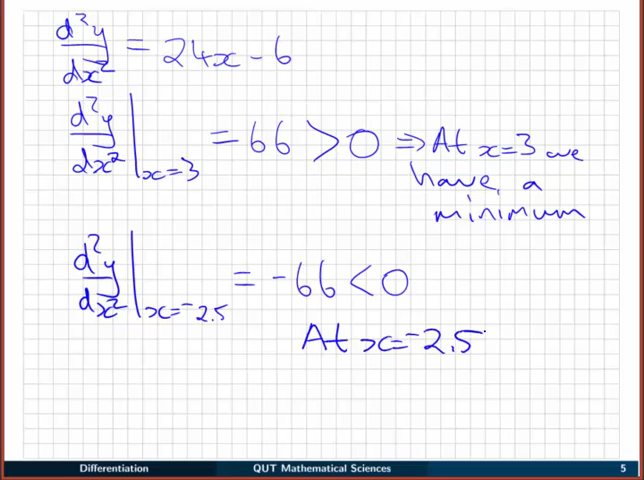 d²y/dx² = 24x - 6
d²y/dx² |x=3 = 66 > 0 ⇒ At x=3 we
have, a
minimum
d²y/dx² |x=-2.5 = -66 < 0
At x=-2.5
Differentiation QUT Mathematical Sciences 5